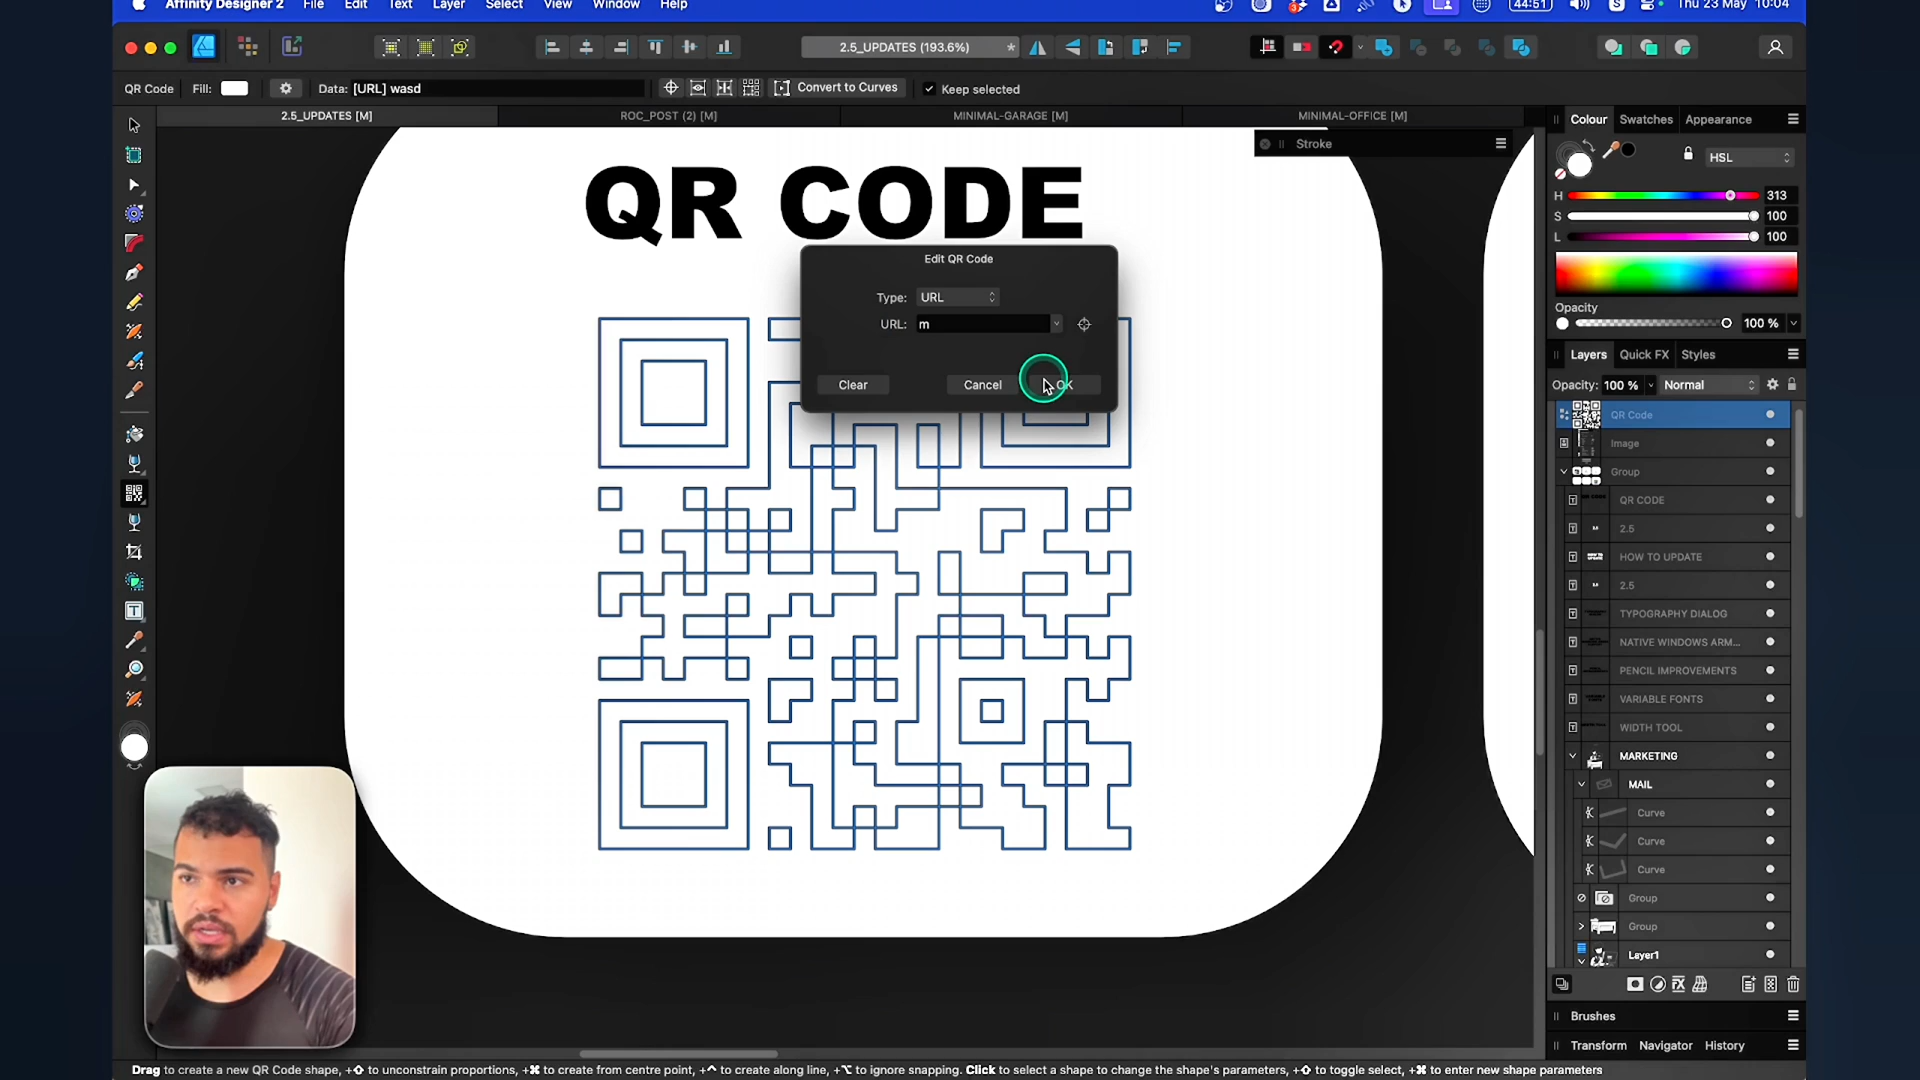 Affinity Designer 2 File Edit Text Layer Select View Window Help 44:51 Thu 23 May 10:04
2.5_UPDATES (193.6%) *
QR Code Fill: Data: [URL] wasd Convert to Curves Keep selected
2.5_UPDATES [M] ROC_POST (2) [M] MINIMAL-GARAGE [M] MINIMAL-OFFICE [M]
Stroke
QR CODE
Edit QR Code
Type: URL
URL: m
Clear Cancel OK
Colour Swatches Appearance
HSL
H 313
S 100
L 100
Opacity
100 %
Layers Quick FX Styles
Opacity: 100 % Normal
QR Code
Image
Group
QR CODE
2.5
HOW TO UPDATE
2.5
TYPOGRAPHY DIALOG
NATIVE WINDOWS ARM...
PENCIL IMPROVEMENTS
VARIABLE FONTS
WIDTH TOOL
MARKETING
MAIL
Curve
Curve
Curve
Group
Group
Layer1
Brushes
Transform Navigator History
Drag to create a new QR Code shape, +⇧ to unconstrain proportions, +⌘ to create from centre point, +^ to create along line, +⌥ to ignore snapping. Click to select a shape to change the shape's parameters, +⇧ to toggle select, +⌘ to enter new shape parameters